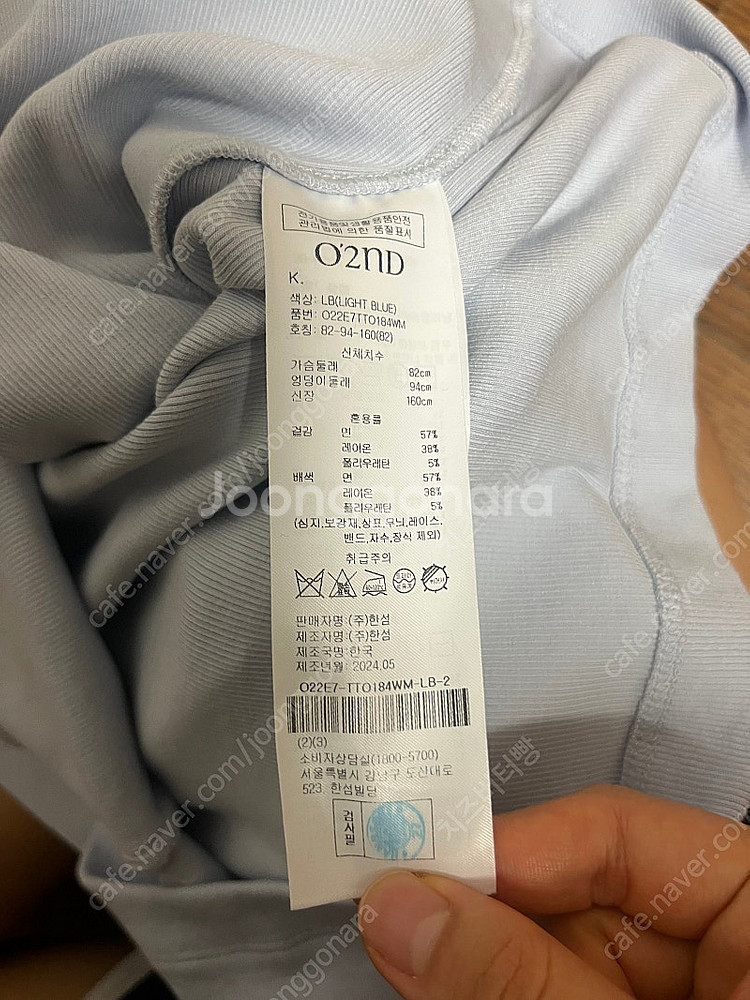 전기용품및생활용품안전
관리법에 의한 품질표시
O'2ND
K.
색상: LB(LIGHT BLUE)
품번: O22E7TTO184WM
호칭: 82-94-160(82)
신체치수
가슴둘레 82cm
엉덩이둘레 94cm
신장 160cm
혼용률
겉감 면 57%
레이온 38%
폴리우레탄 5%
배색 면 57%
레이온 38%
폴리우레탄 5%
(심지,보강재,상표,무늬,레이스,
밴드,자수,장식 제외)
취급주의
판매자명:(주)한섬
제조자명:(주)한섬
제조국명:한국
제조년월: 2024.05
O22E7-TTO184WM-LB-2
(2)(3)
소비자상담실(1800-5700)
서울특별시 강남구 도산대로
523 한섬빌딩
검사필
Joonggonara
cafe.naver.com/joonggonara
치즈버터빵